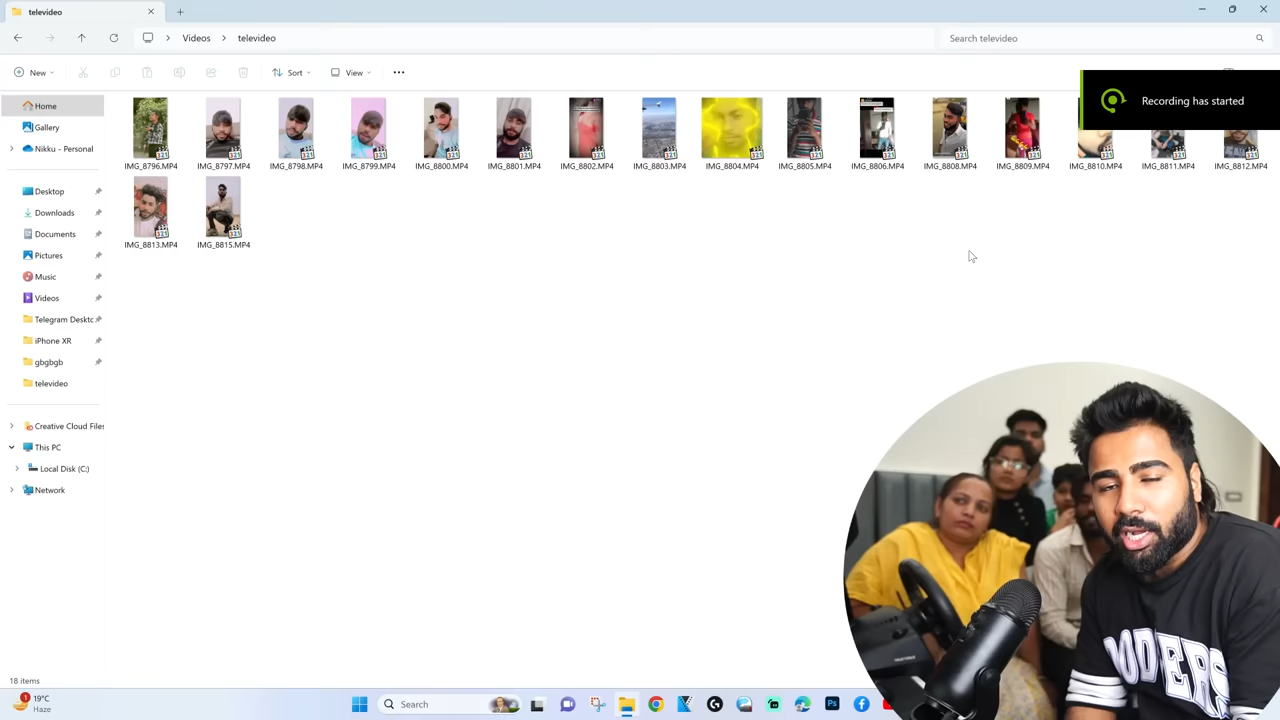 televideo
Videos
televideo
Search televideo
New
Sort
View
Recording has started
Home
Gallery
Nikku - Personal
Desktop
Downloads
Documents
Pictures
Music
Videos
Telegram Deskto
iPhone XR
gbgbgb
televideo
Creative Cloud Files
This PC
Local Disk (C:)
Network
IMG_8796.MP4 IMG_8797.MP4 IMG_8798.MP4 IMG_8799.MP4 IMG_8800.MP4 IMG_8801.MP4 IMG_8802.MP4 IMG_8803.MP4 IMG_8804.MP4 IMG_8805.MP4 IMG_8806.MP4 IMG_8808.MP4 IMG_8809.MP4 IMG_8810.MP4 IMG_8811.MP4 IMG_8812.MP4
IMG_8813.MP4 IMG_8815.MP4
18 items
1
19°C
Haze
Search
Ps